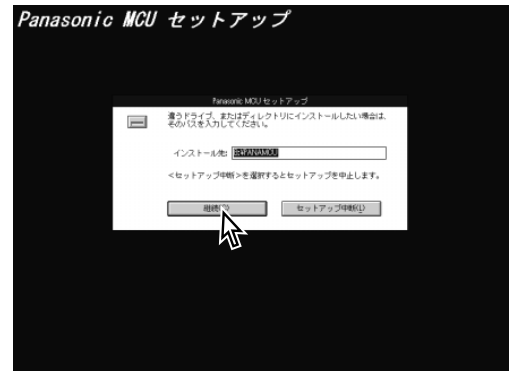 Panasonic MCU セットアップ
Panasonic MCU セットアップ
違うドライブ、またはディレクトリにインストールしたい場合は、
そのパスを入力してください。
インストール先:
<セットアップ中断>を選択するとセットアップを中止します。
継続(C)
セットアップ中断(I)